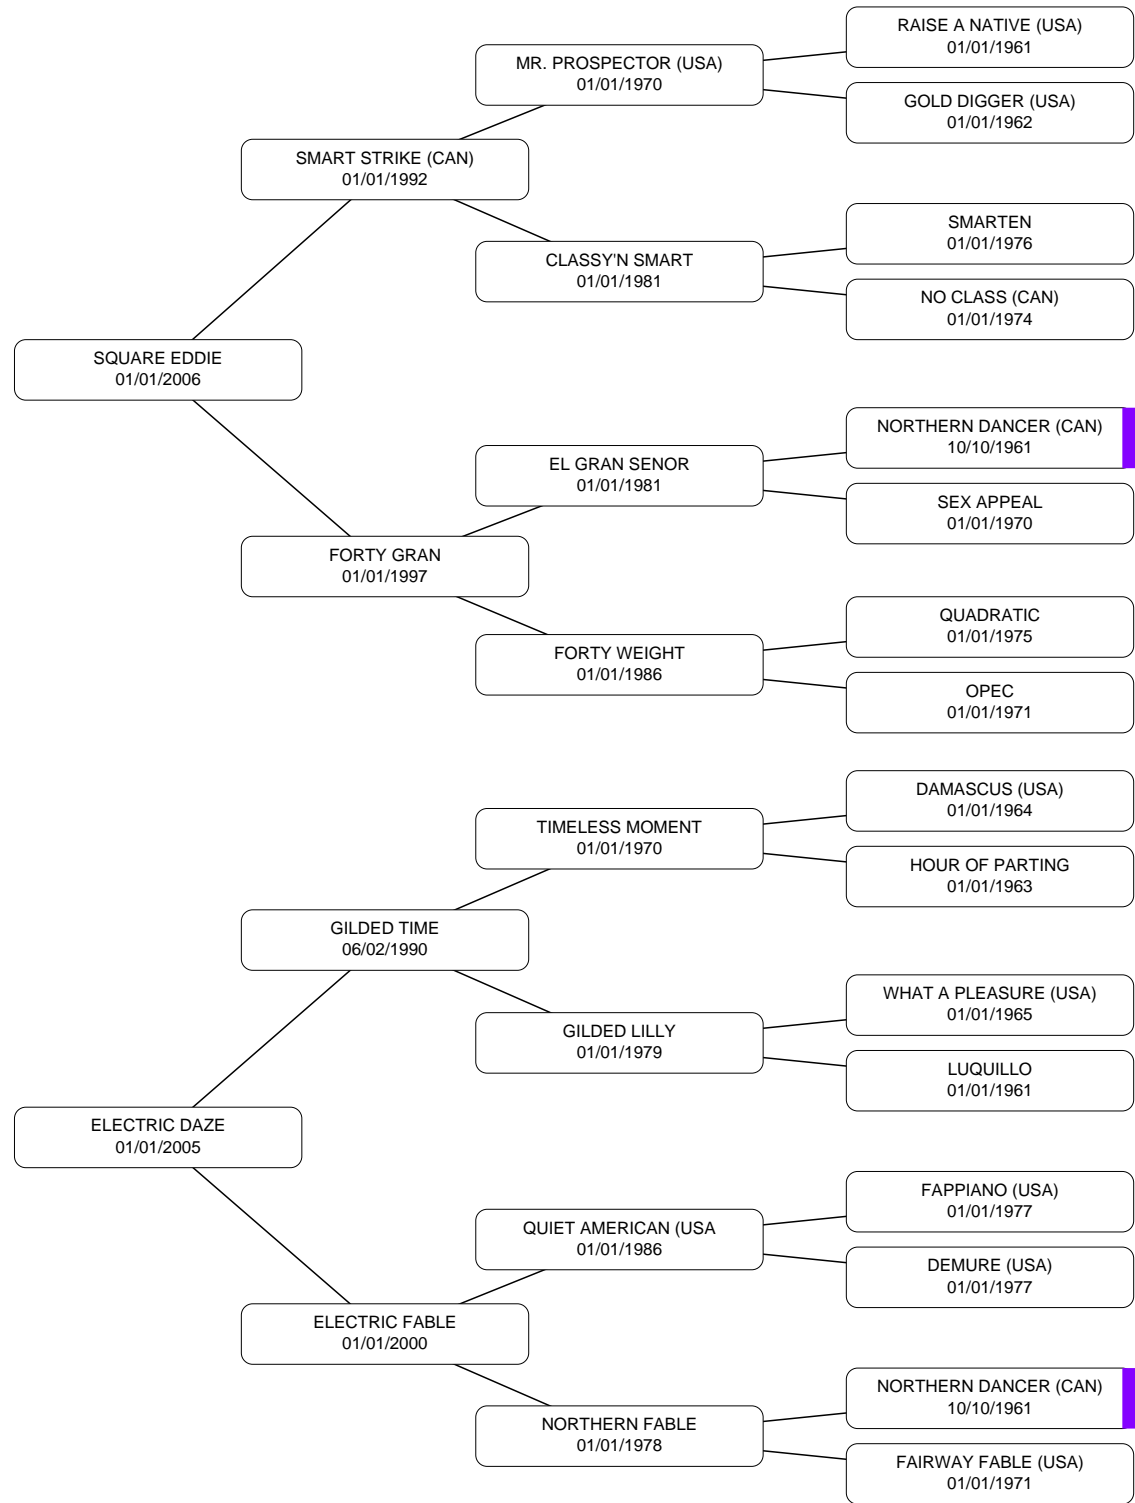 RAISE A NATIVE (USA)
01/01/1961
MR. PROSPECTOR (USA)
01/01/1970
GOLD DIGGER (USA)
01/01/1962
SMART STRIKE (CAN)
01/01/1992
SMARTEN
01/01/1976
CLASSY'N SMART
01/01/1981
NO CLASS (CAN)
01/01/1974
SQUARE EDDIE
01/01/2006
NORTHERN DANCER (CAN)
10/10/1961
EL GRAN SENOR
01/01/1981
SEX APPEAL
01/01/1970
FORTY GRAN
01/01/1997
QUADRATIC
01/01/1975
FORTY WEIGHT
01/01/1986
OPEC
01/01/1971
DAMASCUS (USA)
01/01/1964
TIMELESS MOMENT
01/01/1970
HOUR OF PARTING
01/01/1963
GILDED TIME
06/02/1990
WHAT A PLEASURE (USA)
01/01/1965
GILDED LILLY
01/01/1979
LUQUILLO
01/01/1961
ELECTRIC DAZE
01/01/2005
FAPPIANO (USA)
01/01/1977
QUIET AMERICAN (USA
01/01/1986
DEMURE (USA)
01/01/1977
ELECTRIC FABLE
01/01/2000
NORTHERN DANCER (CAN)
10/10/1961
NORTHERN FABLE
01/01/1978
FAIRWAY FABLE (USA)
01/01/1971